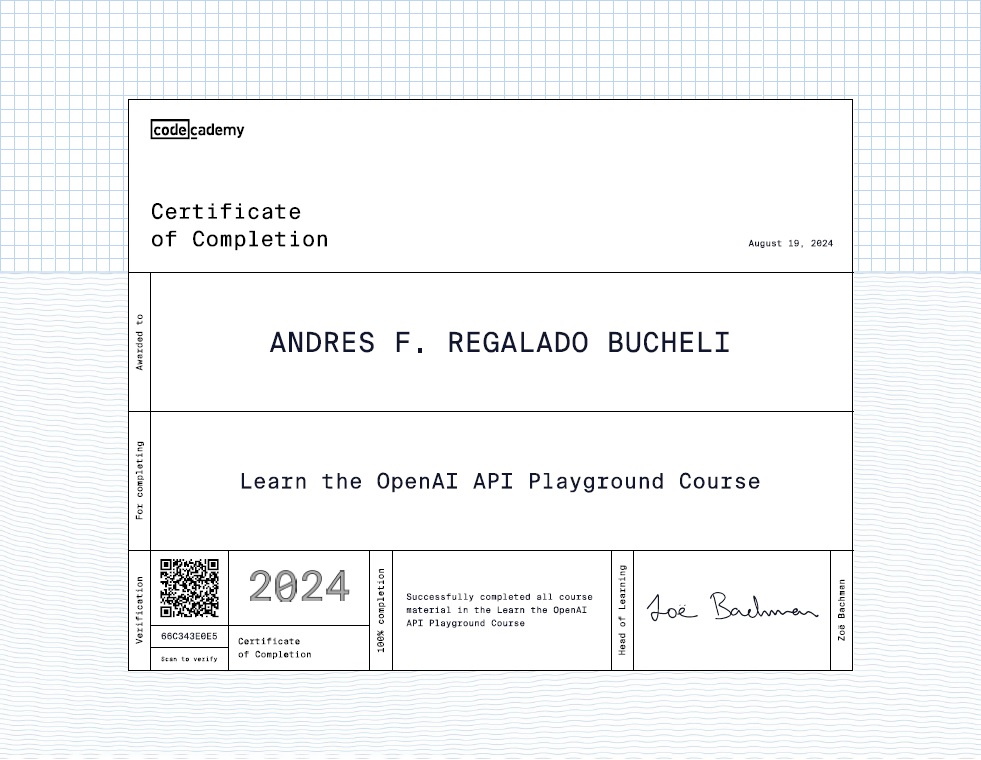 codecademy
Certificate
of Completion
August 19, 2024
Awarded to
ANDRES F. REGALADO BUCHELI
For completing
Learn the OpenAI API Playground Course
Verification
66C343E0E5
Scan to verify
2024
Certificate
of Completion
100% completion
Successfully completed all course
material in the Learn the OpenAI
API Playground Course
Head of Learning
Zoë Bachman
Zoë Bachman